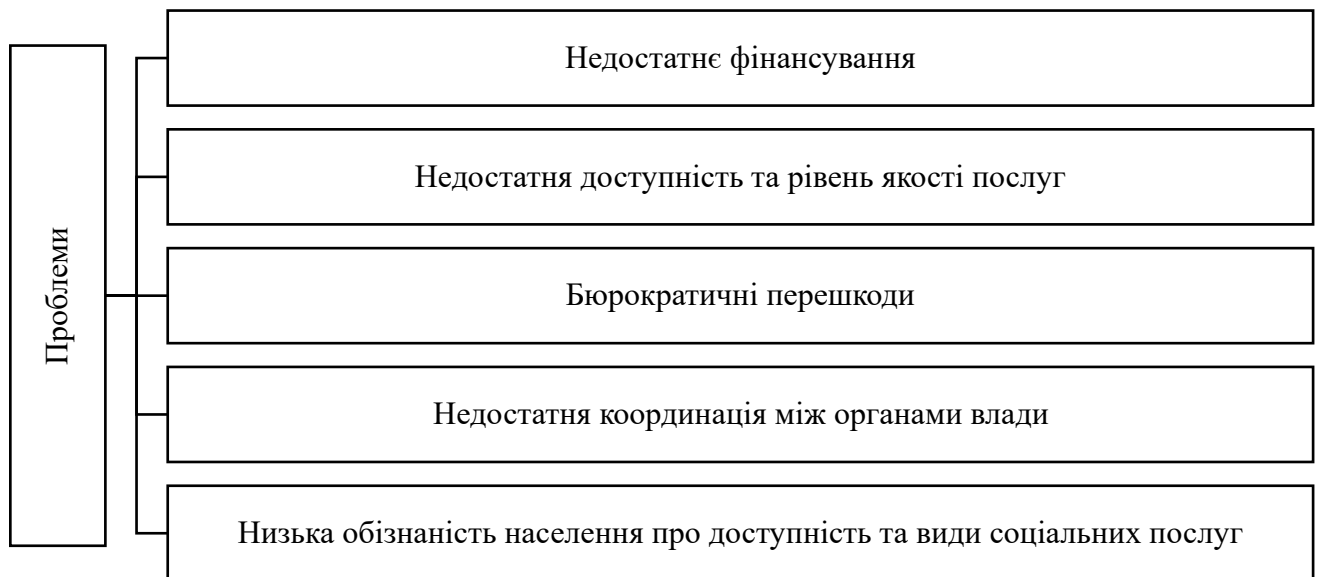 Проблеми
Недостатнє фінансування
Недостатня доступність та рівень якості послуг
Бюрократичні перешкоди
Недостатня координація між органами влади
Низька обізнаність населення про доступність та види соціальних послуг